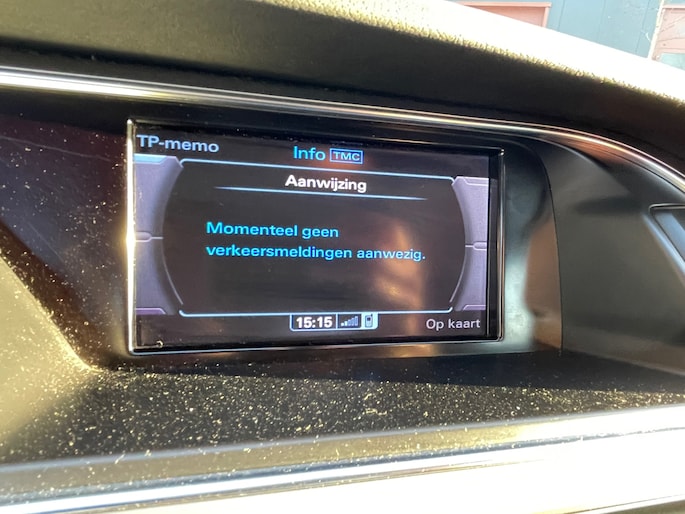 TP-memo
Info TMC
Aanwijzing
Momenteel geen
verkeersmeldingen aanwezig.
15:15
Op kaart